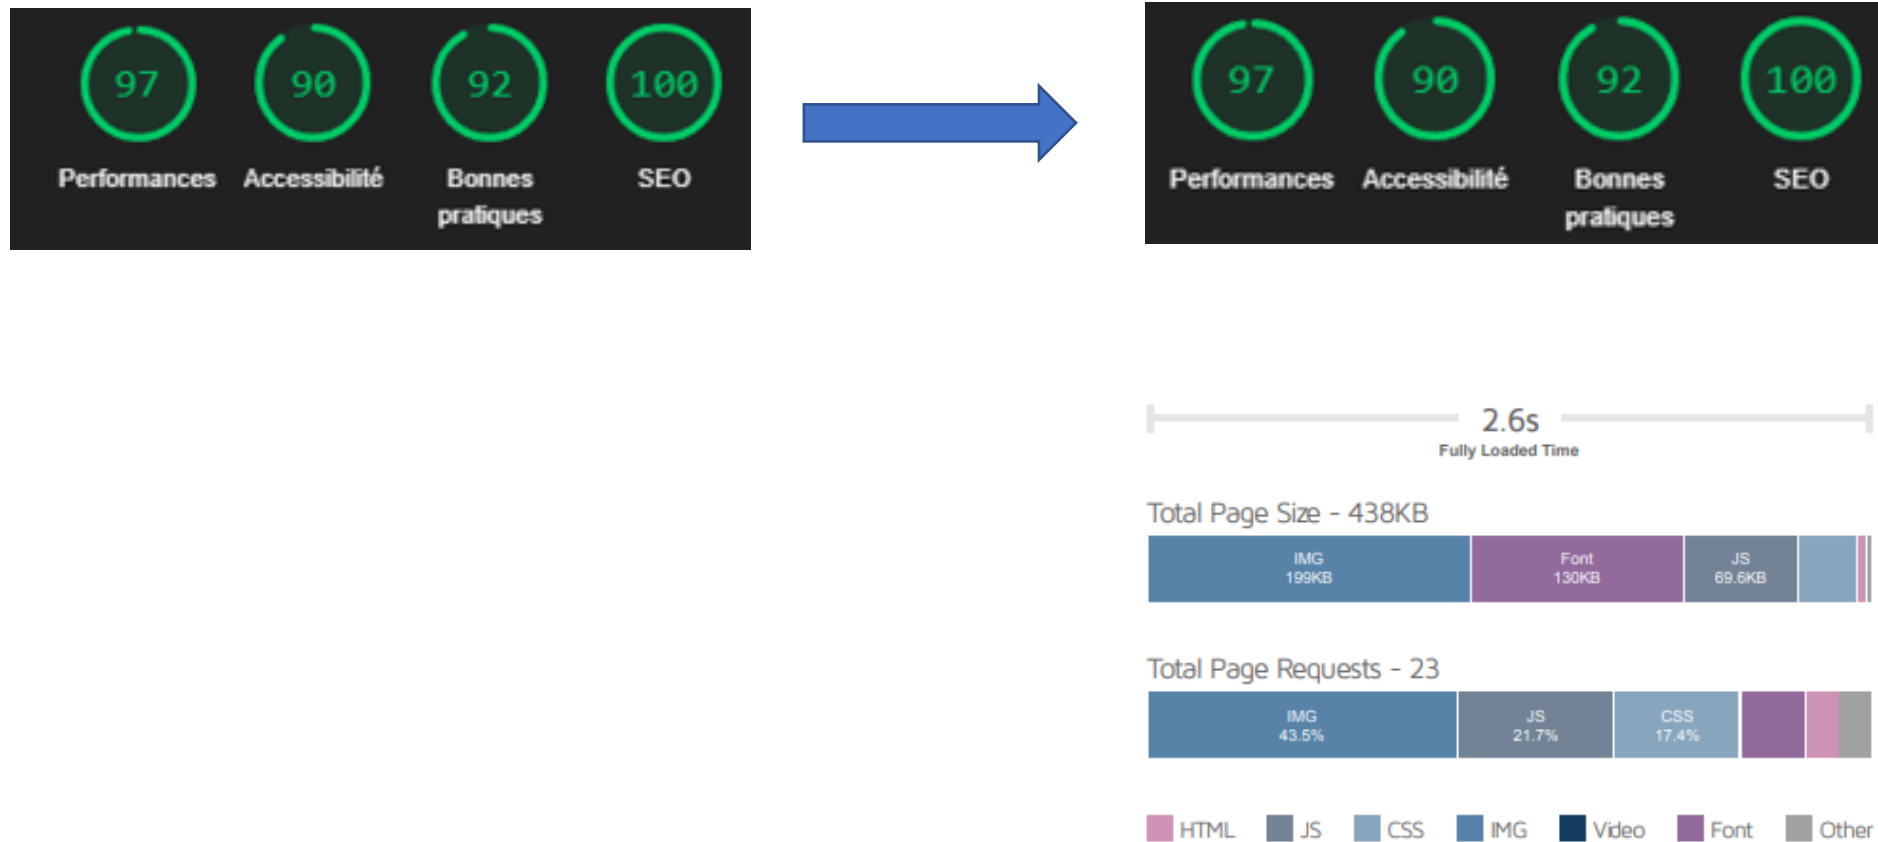 97 90 92 100
Performances Accessibilité Bonnes SEO
pratiques
97 90 92 100
Performances Accessibilité Bonnes SEO
pratiques
2.6s
Fully Loaded Time
Total Page Size - 438KB
IMG Font JS
199KB 130KB 69.6KB
Total Page Requests - 23
IMG JS CSS
43.5% 21.7% 17.4%
HTML JS CSS IMG Video Font Other